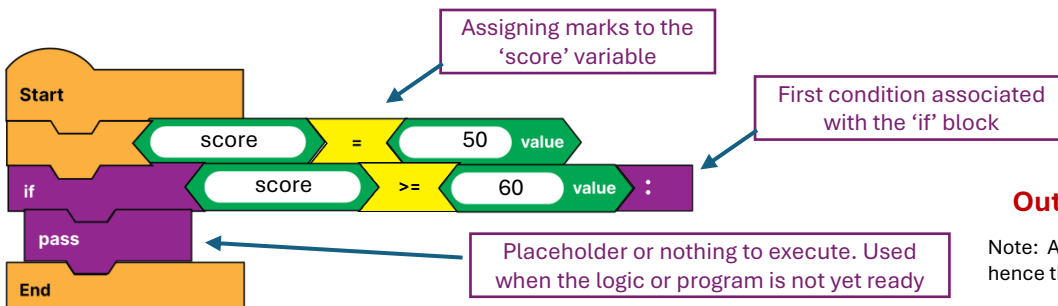 Assigning marks to the
‘score’ variable
Start
First condition associated
with the ‘if’ block
score = 50 value
if score >= 60 value :
Out
pass
Placeholder or nothing to execute. Used
when the logic or program is not yet ready
Note: A
hence th
End